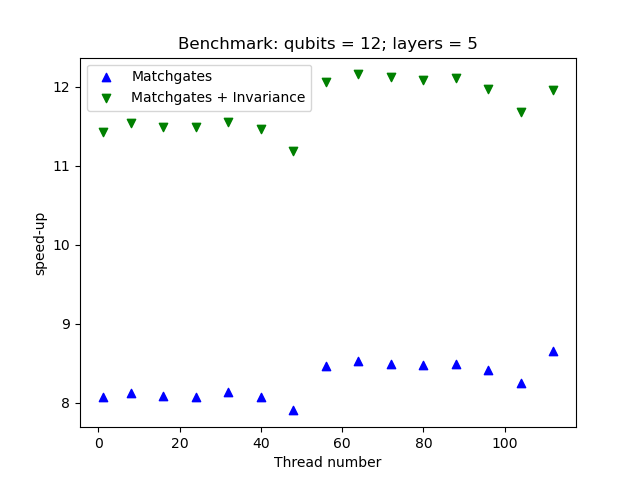 Benchmark: qubits = 12; layers = 5
Matchgates
Matchgates + Invariance
12
11
10
9
8
speed-up
0 20 40 60 80 100
Thread number